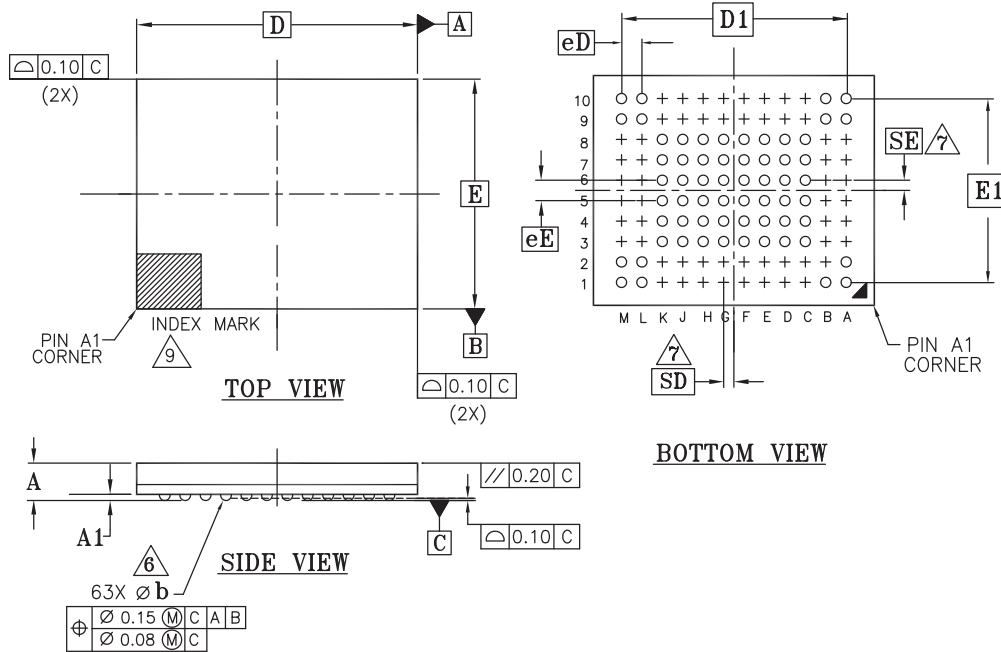 D
A
⌓ 0.10 C
(2X)
E
PIN A1
CORNER
INDEX MARK
9
B
⌓ 0.10 C
(2X)
TOP VIEW
D1
eD
10
9
8
7
6
5
4
3
2
1
SE 7
E1
eE
M L K J H G F E D C B A
7
SD
PIN A1
CORNER
BOTTOM VIEW
A
A1
// 0.20 C
⌓ 0.10 C
C
SIDE VIEW
6
63X Ø b
⌖ Ø 0.15 Ⓜ C A B
Ø 0.08 Ⓜ C